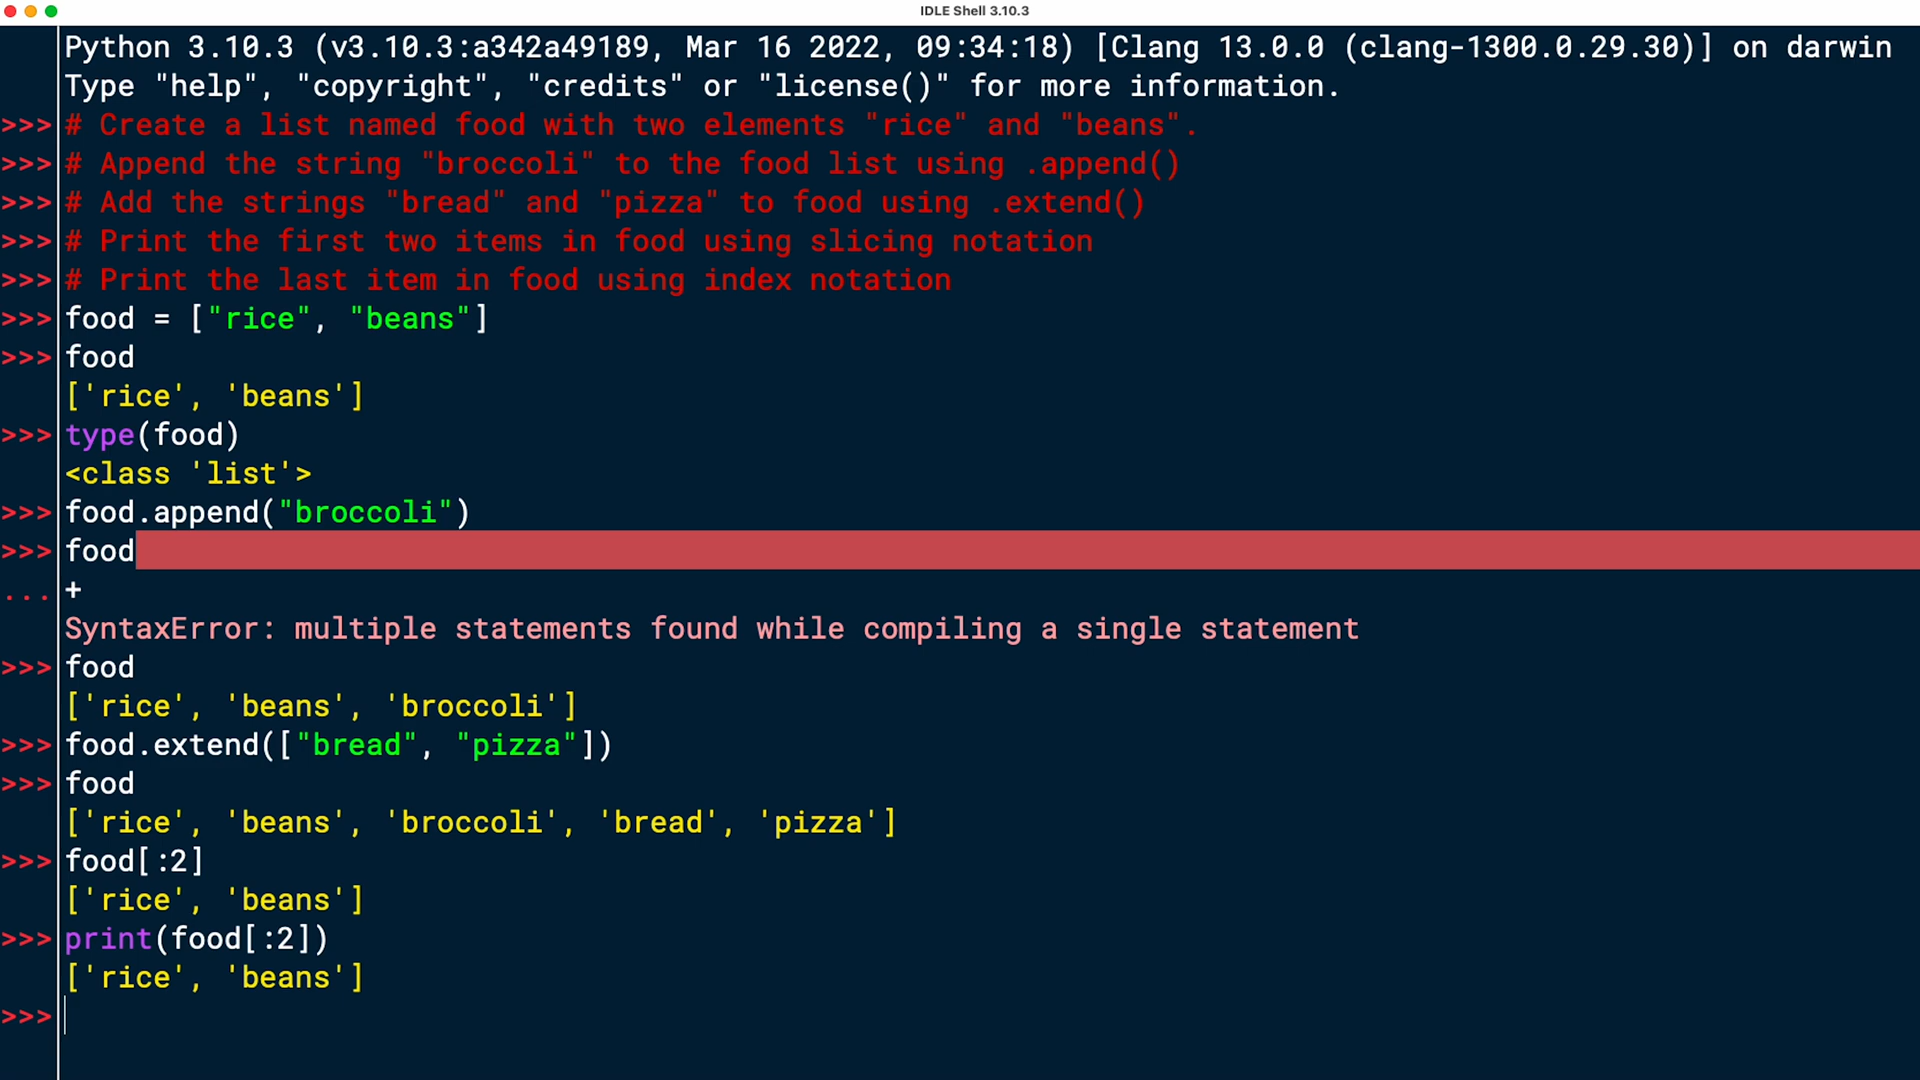 IDLE Shell 3.10.3
Python 3.10.3 (v3.10.3:a342a49189, Mar 16 2022, 09:34:18) [Clang 13.0.0 (clang-1300.0.29.30)] on darwin
Type "help", "copyright", "credits" or "license()" for more information.
>>> # Create a list named food with two elements "rice" and "beans".
>>> # Append the string "broccoli" to the food list using .append()
>>> # Add the strings "bread" and "pizza" to food using .extend()
>>> # Print the first two items in food using slicing notation
>>> # Print the last item in food using index notation
>>> food = ["rice", "beans"]
>>> food
['rice', 'beans']
>>> type(food)
<class 'list'>
>>> food.append("broccoli")
>>> food
... +
SyntaxError: multiple statements found while compiling a single statement
>>> food
['rice', 'beans', 'broccoli']
>>> food.extend(["bread", "pizza"])
>>> food
['rice', 'beans', 'broccoli', 'bread', 'pizza']
>>> food[:2]
['rice', 'beans']
>>> print(food[:2])
['rice', 'beans']
>>>